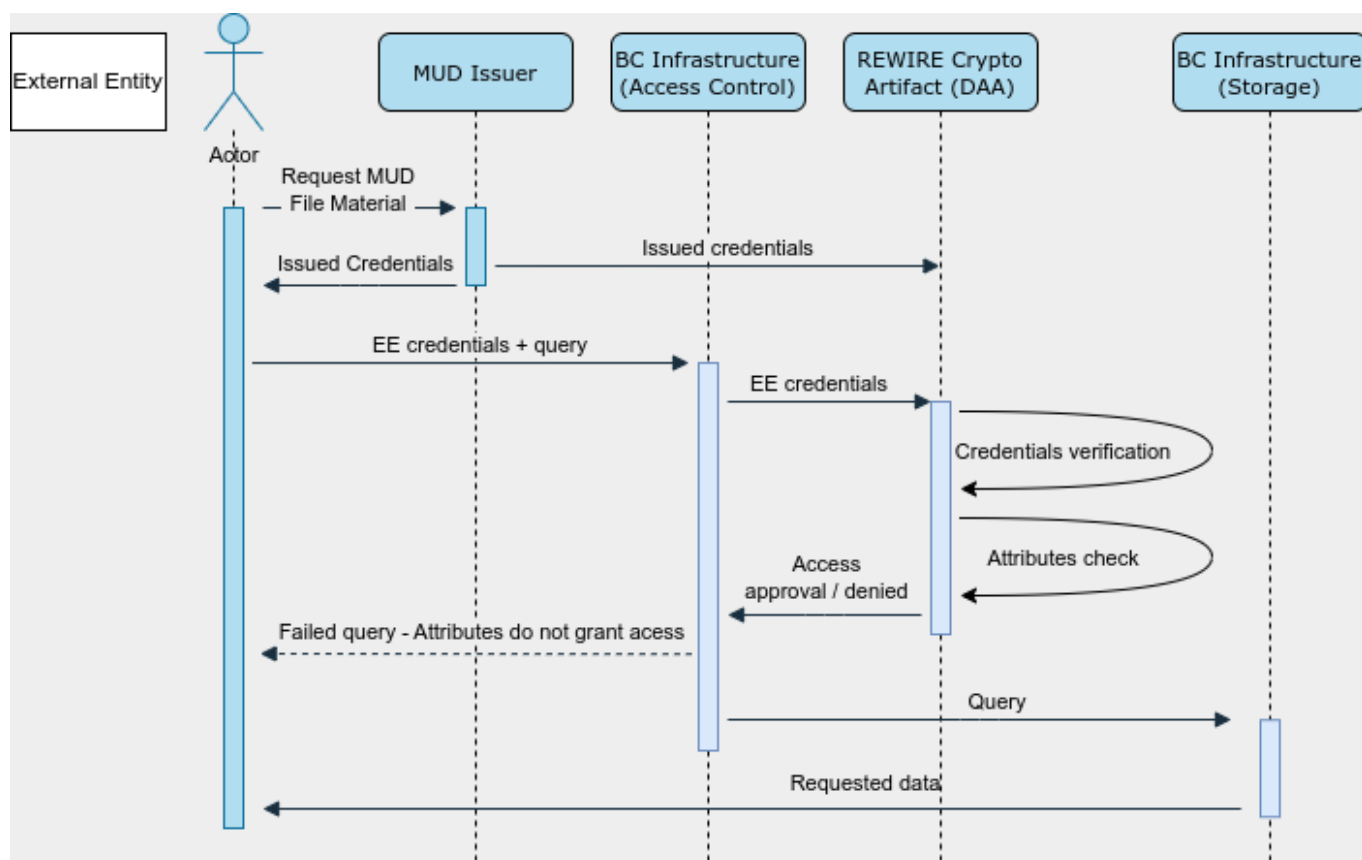 External Entity
Actor
MUD Issuer
BC Infrastructure
(Access Control)
REWIRE Crypto
Artifact (DAA)
BC Infrastructure
(Storage)
Request MUD
File Material
Issued credentials
Issued Credentials
EE credentials + query
EE credentials
Credentials verification
Attributes check
Access
approval / denied
Failed query - Attributes do not grant acess
Query
Requested data